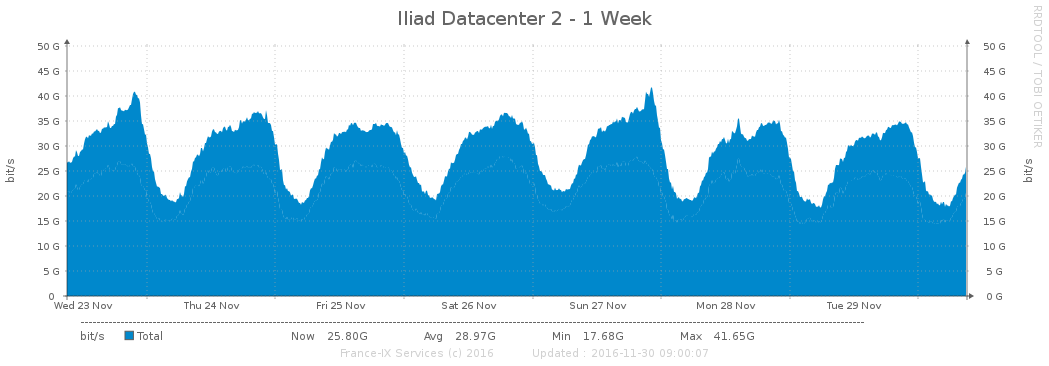 Iliad Datacenter 2 - 1 Week
RRDTOOL / TOBI OETIKER
bit/s
bit/s
50 G 50 G
45 G 45 G
40 G 40 G
35 G 35 G
30 G 30 G
25 G 25 G
20 G 20 G
15 G 15 G
10 G 10 G
5 G 5 G
0 0 G
Wed 23 Nov Thu 24 Nov Fri 25 Nov Sat 26 Nov Sun 27 Nov Mon 28 Nov Tue 29 Nov
bit/s Total Now 25.80G Avg 28.97G Min 17.68G Max 41.65G
France-IX Services (c) 2016 Updated : 2016-11-30 09:00:07